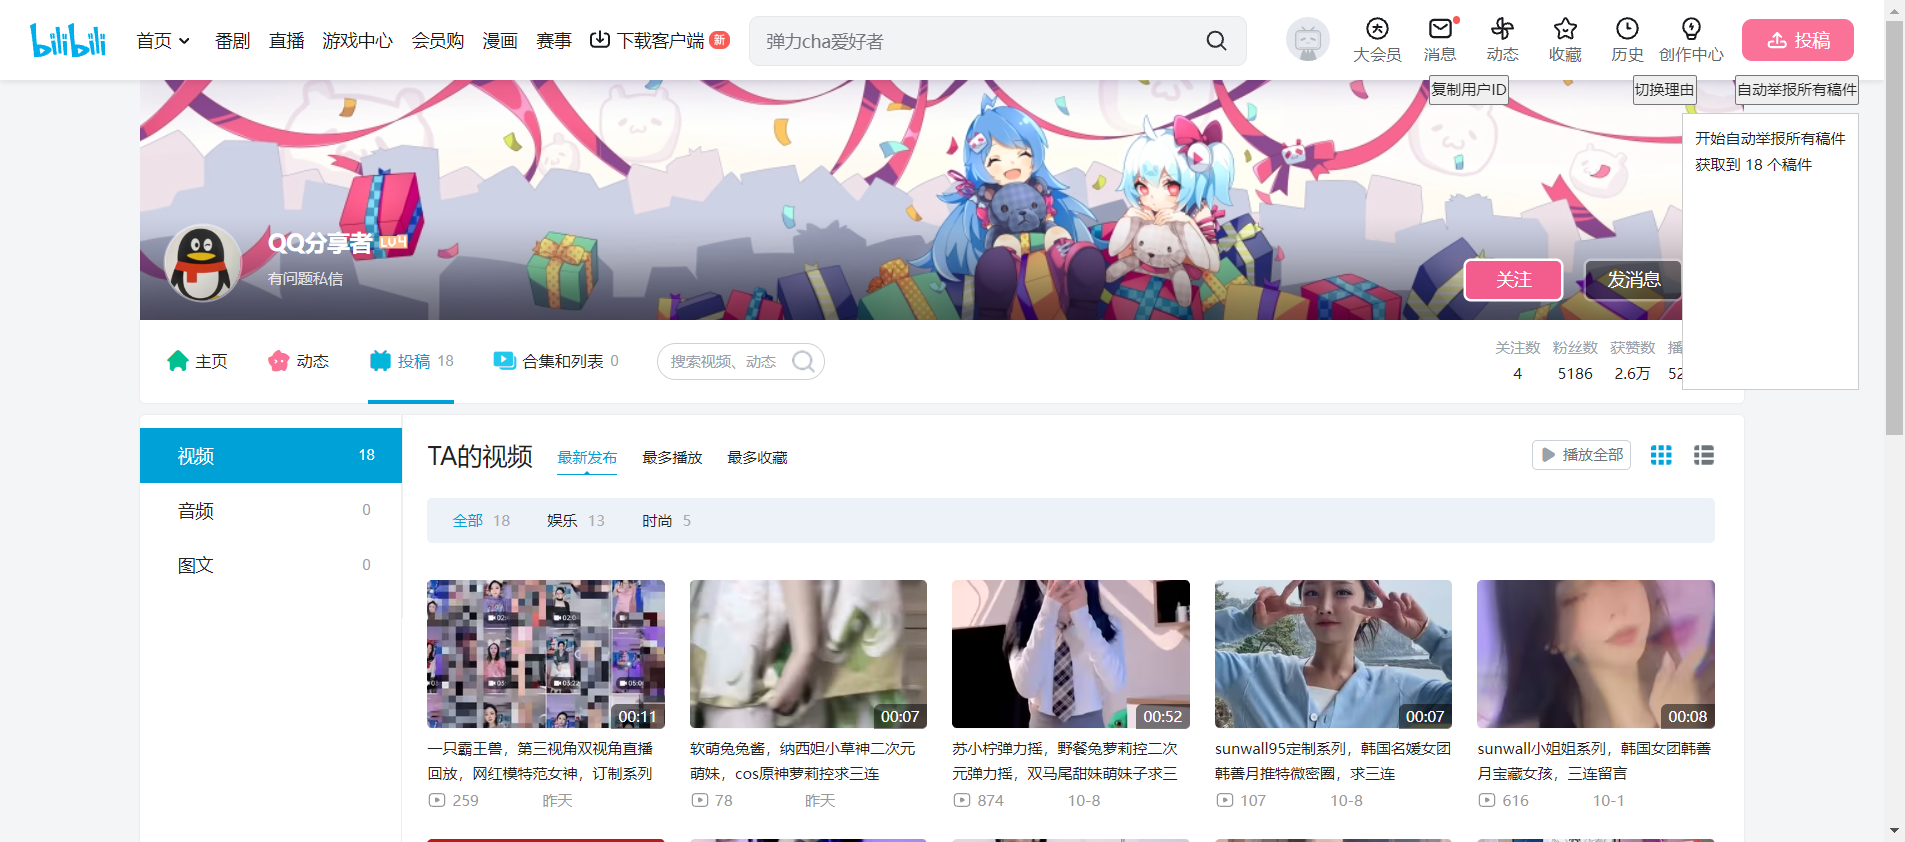 bilibili
首页 番剧 直播 游戏中心 会员购 漫画 赛事 下载客户端 新
弹力cha爱好者
大会员 消息 动态 收藏 历史 创作中心 投稿
复制用户ID 切换理由 自动举报所有稿件
开始自动举报所有稿件
获取到 18 个稿件
QQ分享者 LV4
有问题私信
关注 发消息
主页 动态 投稿 18 合集和列表 0 搜索视频、动态
关注数 粉丝数 获赞数 播
4 5186 2.6万 52
视频 18
音频 0
图文 0
TA的视频 最新发布 最多播放 最多收藏 播放全部
全部 18 娱乐 13 时尚 5
00:11 00:07 00:52 00:07 00:08
一只霸王兽，第三视角双视角直播
回放，网红模特范女神，订制系列
259 昨天
软萌兔兔酱，纳西妲小草神二次元
萌妹，cos原神萝莉控求三连
78 昨天
苏小柠弹力摇，野餐兔萝莉控二次
元弹力摇，双马尾甜妹萌妹子求三
874 10-8
sunwall95定制系列，韩国名媛女团
韩善月推特微密圈，求三连
107 10-8
sunwall小姐姐系列，韩国女团韩善
月宝藏女孩，三连留言
616 10-1